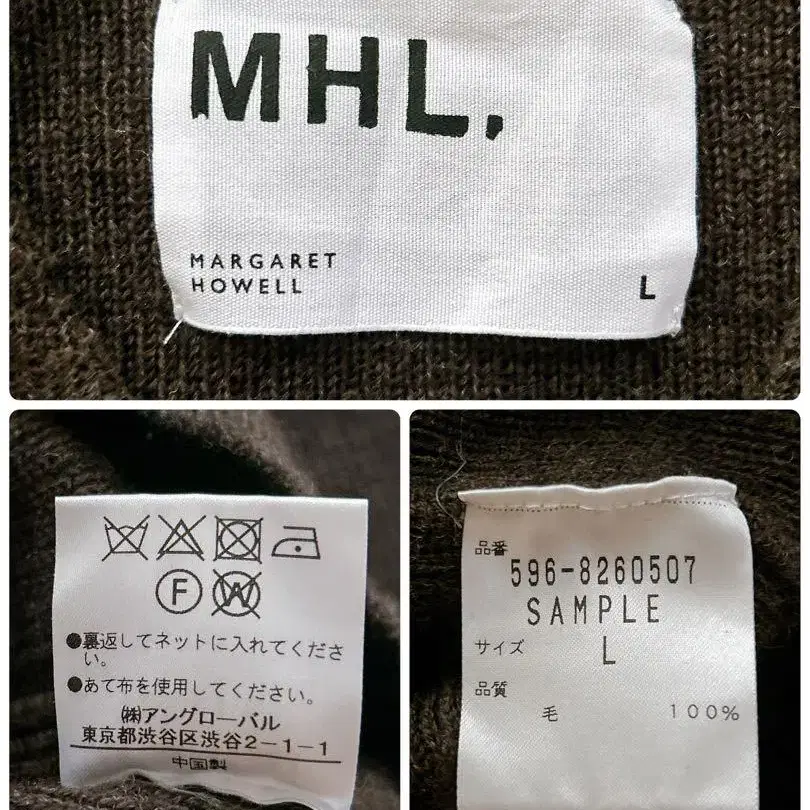 MHL.
MARGARET
HOWELL
L
F
W
●裏返してネットに入れてくださ
い。
●あて布を使用してください。
㈱アングローバル
東京都渋谷区渋谷2-1-1
中国製
品番
596-8260507
SAMPLE
サイズ
L
品質
毛 100%